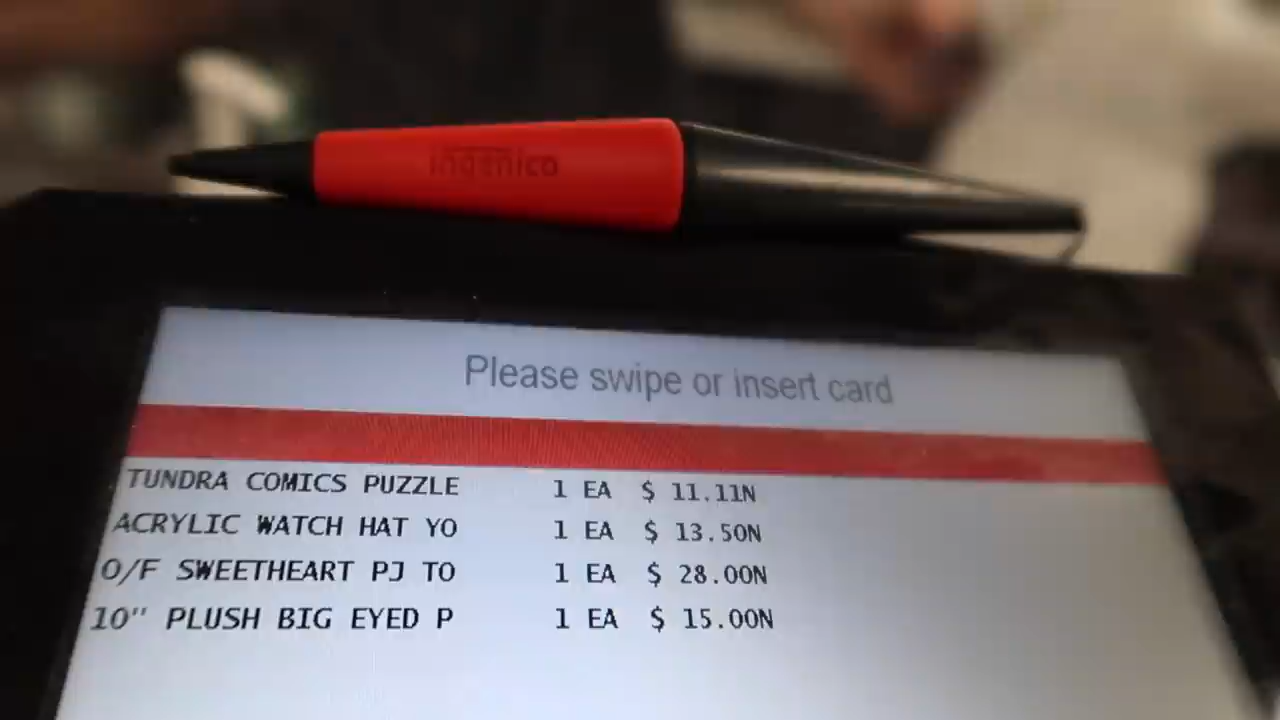 ingenico
Please swipe or insert card
TUNDRA COMICS PUZZLE 1 EA $ 11.11N
ACRYLIC WATCH HAT YO 1 EA $ 13.50N
O/F SWEETHEART PJ TO 1 EA $ 28.00N
10" PLUSH BIG EYED P 1 EA $ 15.00N